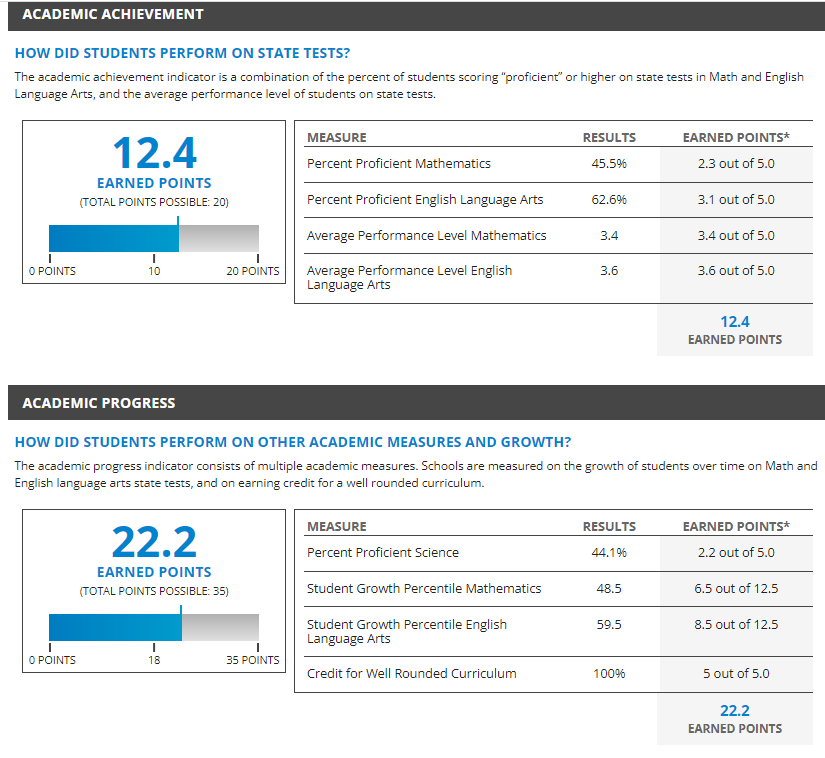 ACADEMIC ACHIEVEMENT
HOW DID STUDENTS PERFORM ON STATE TESTS?
The academic achievement indicator is a combination of the percent of students scoring "proficient" or higher on state tests in Math and English
Language Arts, and the average performance level of students on state tests.
12.4
EARNED POINTS
(TOTAL POINTS POSSIBLE: 20)
0 POINTS 10 20 POINTS
MEASURE RESULTS EARNED POINTS*
Percent Proficient Mathematics 45.5% 2.3 out of 5.0
Percent Proficient English Language Arts 62.6% 3.1 out of 5.0
Average Performance Level Mathematics 3.4 3.4 out of 5.0
Average Performance Level English 3.6 3.6 out of 5.0
Language Arts
12.4
EARNED POINTS
ACADEMIC PROGRESS
HOW DID STUDENTS PERFORM ON OTHER ACADEMIC MEASURES AND GROWTH?
The academic progress indicator consists of multiple academic measures. Schools are measured on the growth of students over time on Math and
English language arts state tests, and on earning credit for a well rounded curriculum.
22.2
EARNED POINTS
(TOTAL POINTS POSSIBLE: 35)
0 POINTS 18 35 POINTS
MEASURE RESULTS EARNED POINTS*
Percent Proficient Science 44.1% 2.2 out of 5.0
Student Growth Percentile Mathematics 48.5 6.5 out of 12.5
Student Growth Percentile English 59.5 8.5 out of 12.5
Language Arts
Credit for Well Rounded Curriculum 100% 5 out of 5.0
22.2
EARNED POINTS